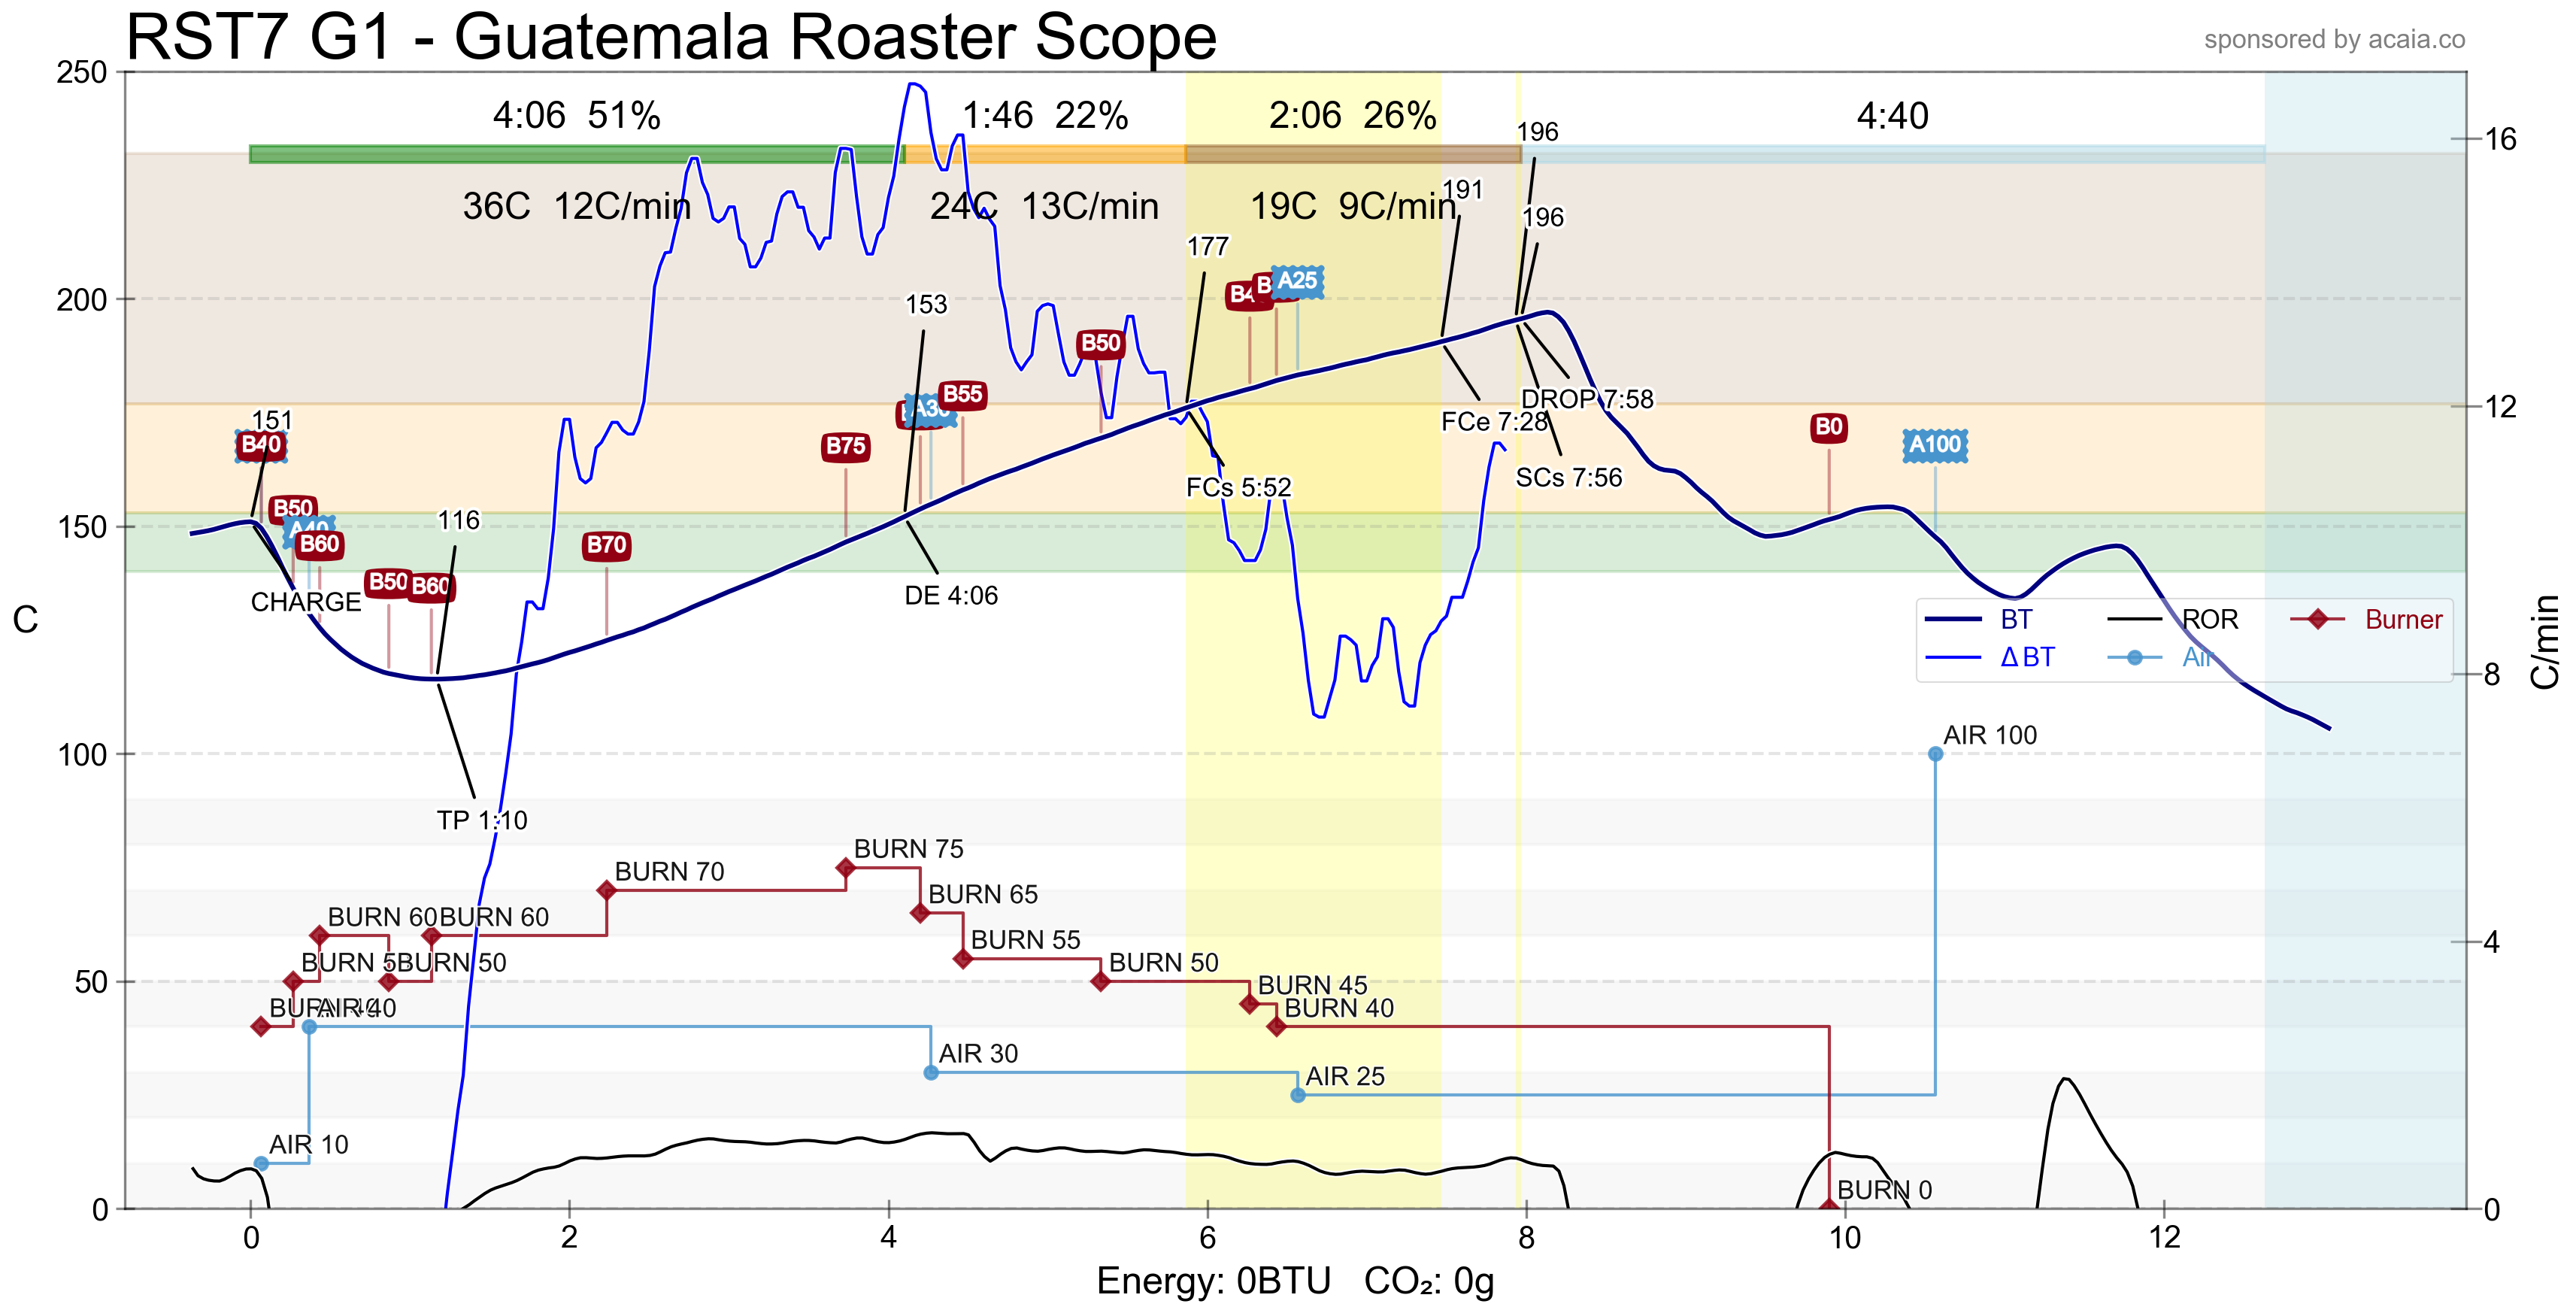 RST7 G1 - Guatemala Roaster Scope
sponsored by acaia.co
250
200
150
100
50
0
C
16
12
8
4
0
C/min
4:06 51%
1:46 22%
2:06 26%
4:40
36C 12C/min
24C 13C/min
19C 9C/min
196
191
196
177
153
151
116
B40
B50
A40
B60
B50
B60
B70
B75
A30
B55
B50
A25
B0
A100
CHARGE
TP 1:10
DE 4:06
FCs 5:52
FCe 7:28
SCs 7:56
DROP 7:58
BT
ROR
Burner
Δ BT
Air
AIR 100
BURN 75
BURN 70
BURN 65
BURN 60
BURN 60
BURN 55
BURN 50
BURN 50
BURN 45
BURN 40
AIR 40
AIR 30
AIR 25
AIR 10
BURN 0
0
2
4
6
8
10
12
Energy: 0BTU CO₂: 0g